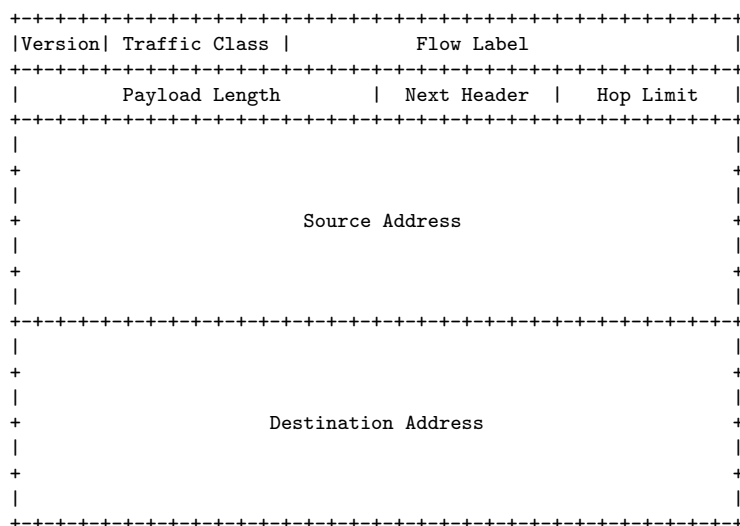 |Version| Traffic Class | Flow Label |
| Payload Length | Next Header | Hop Limit |
Source Address
Destination Address